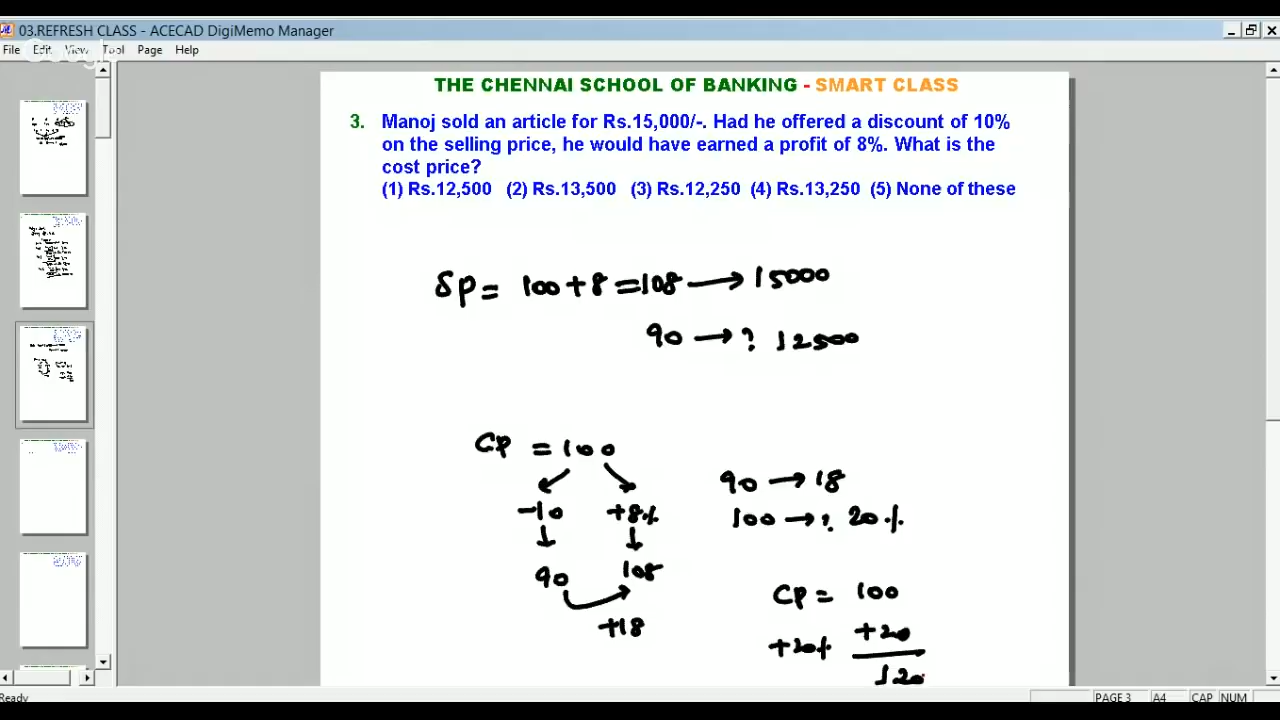 03.REFRESH CLASS - ACECAD DigiMemo Manager
File Edit View Tool Page Help
Google
THE CHENNAI SCHOOL OF BANKING - SMART CLASS
3. Manoj sold an article for Rs.15,000/-. Had he offered a discount of 10%
on the selling price, he would have earned a profit of 8%. What is the
cost price?
(1) Rs.12,500 (2) Rs.13,500 (3) Rs.12,250 (4) Rs.13,250 (5) None of these
SP = 100 + 8 = 108 → 15000
90 → ? 12500
CP = 100
-10 +8%
90 108
+18
90 → 18
100 → ? 20%
CP = 100
+20% +20
120
Ready PAGE 3 A4 CAP NUM